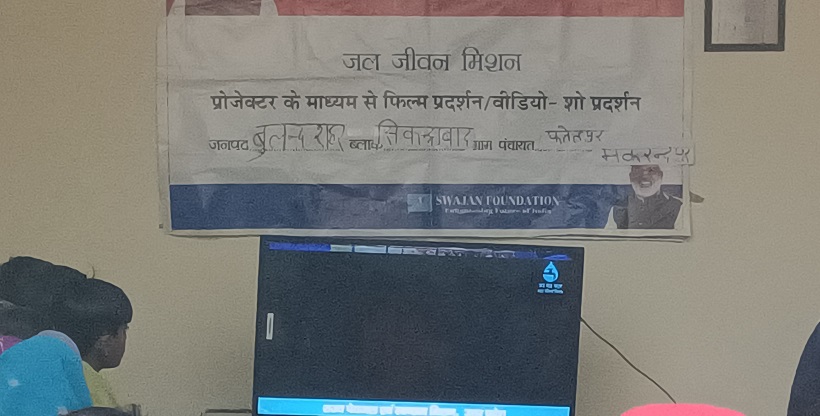 जल जीवन मिशन
प्रोजेक्टर के माध्यम से फिल्म प्रदर्शन/वीडियो- शो प्रदर्शन
जनपद बुलन्दशहर ब्लाक सिकन्द्राबाद ग्राम पंचायत फतेहपुर
मकरन्दपुर
SWAJAN FOUNDATION